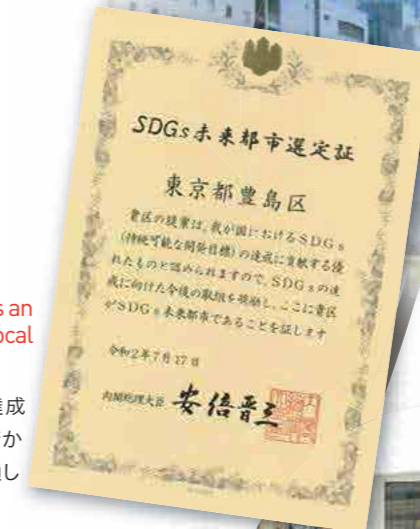 SDGs未来都市選定証
東京都豊島区
貴区の提案は、我が国におけるSDGs
(持続可能な開発目標)の達成に貢献する優
れたものと認められますので、SDGsの達
成に向けた今後の取組を奨励し、ここに貴区
がSDGs未来都市であることを証します
令和2年7月17日
内閣総理大臣 安倍晋三
s an
ocal
達成
か
し